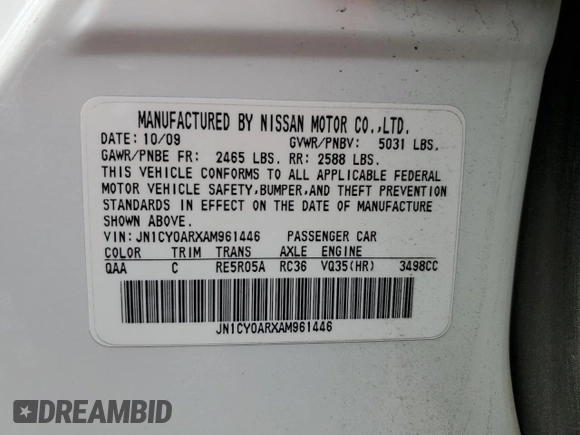 MANUFACTURED BY NISSAN MOTOR CO.,LTD.
DATE: 10/09 GVWR/PNBV: 5031 LBS.
GAWR/PNBE FR: 2465 LBS. RR: 2588 LBS.
THIS VEHICLE CONFORMS TO ALL APPLICABLE FEDERAL
MOTOR VEHICLE SAFETY,BUMPER,AND THEFT PREVENTION
STANDARDS IN EFFECT ON THE DATE OF MANUFACTURE
SHOWN ABOVE.
VIN: JN1CY0ARXAM961446 PASSENGER CAR
COLOR TRIM TRANS AXLE ENGINE
QAA C RE5R05A RC36 VQ35(HR) 3498CC
JN1CY0ARXAM961446
DREAMBID